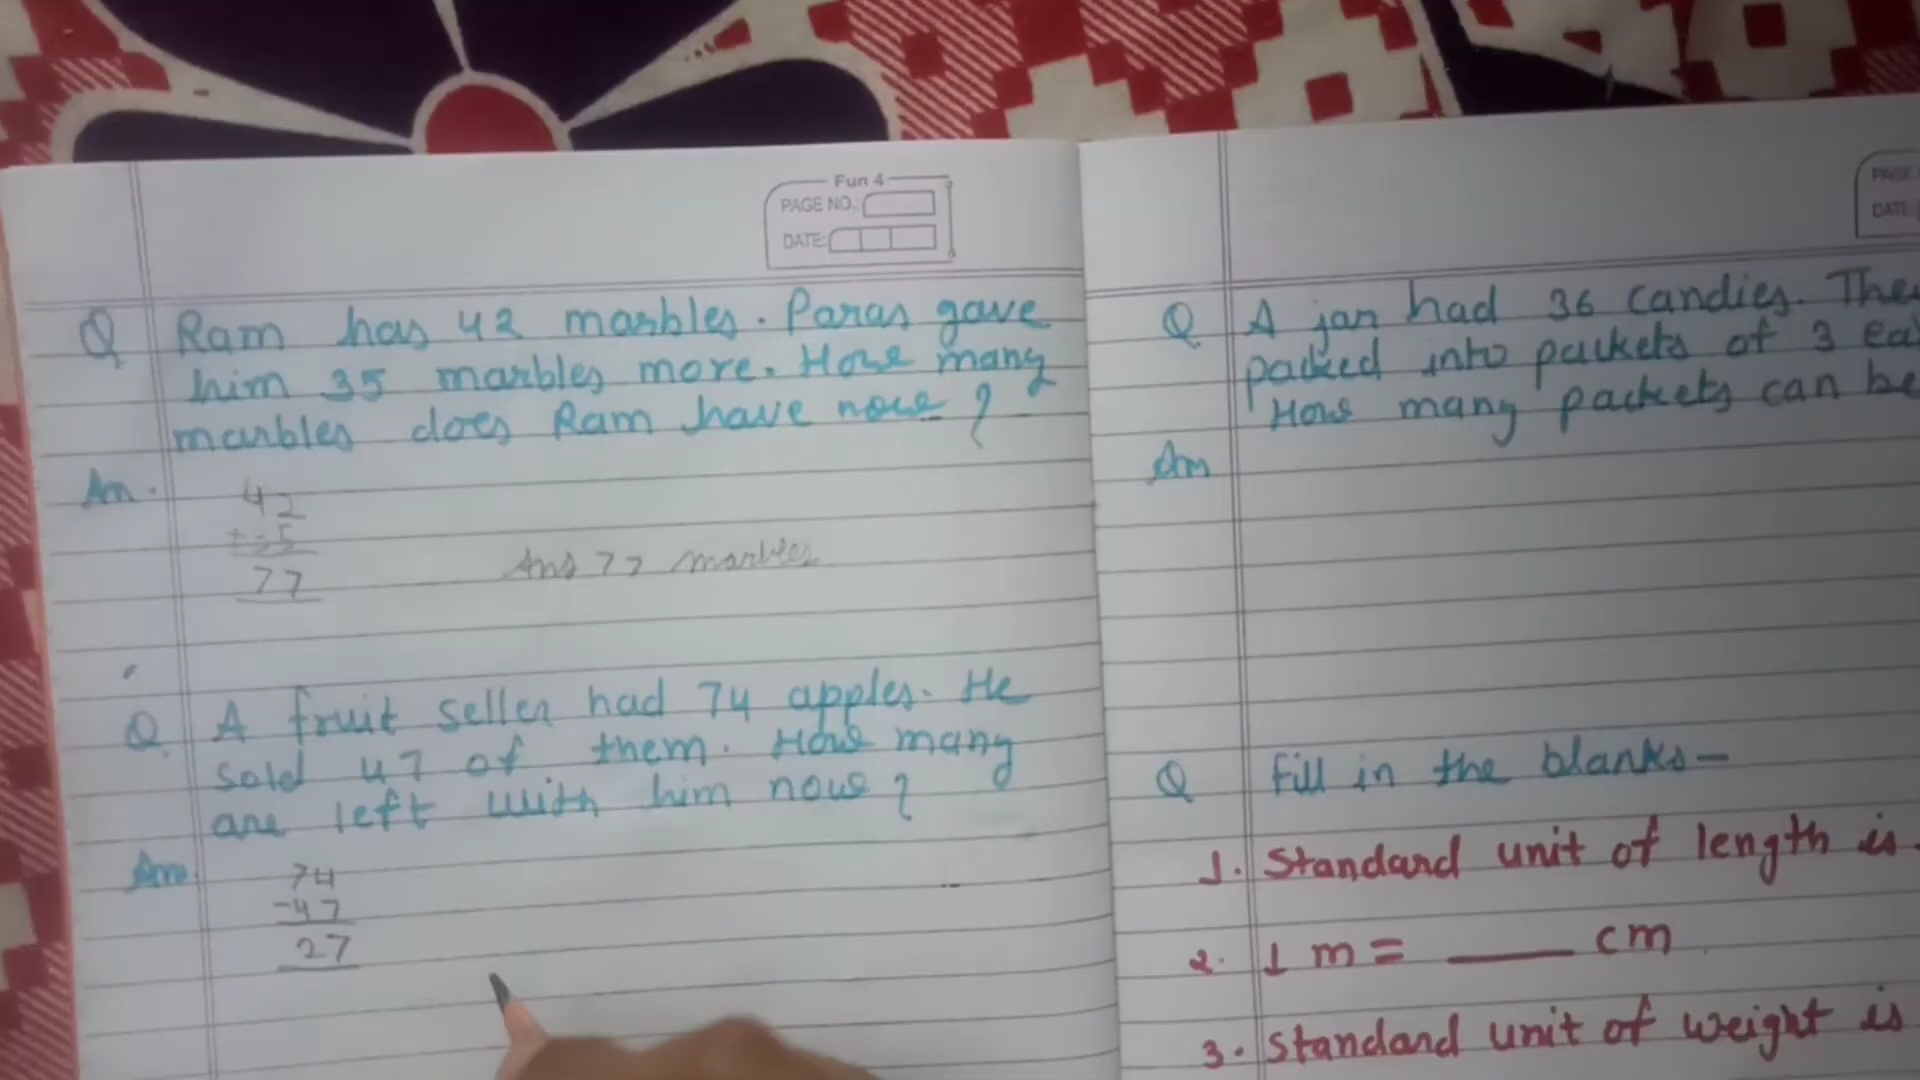 Fun 4
PAGE NO.:
DATE:
Q Ram has 42 marbles. Paras gave
him 35 marbles more. How many
marbles does Ram have now?
Ans.
42
+35
77
Ans 77 marbles
Q. A fruit seller had 74 apples. He
sold 47 of them. How many
are left with him now?
Ans.
74
-47
27
PAGE
DATE:
Q A jar had 36 candies. The
packed into packets of 3
How many packets can be
Ans
Q Fill in the blanks-
1. Standard unit of length is
2. 1 m = ____ cm
3. Standard unit of weight is